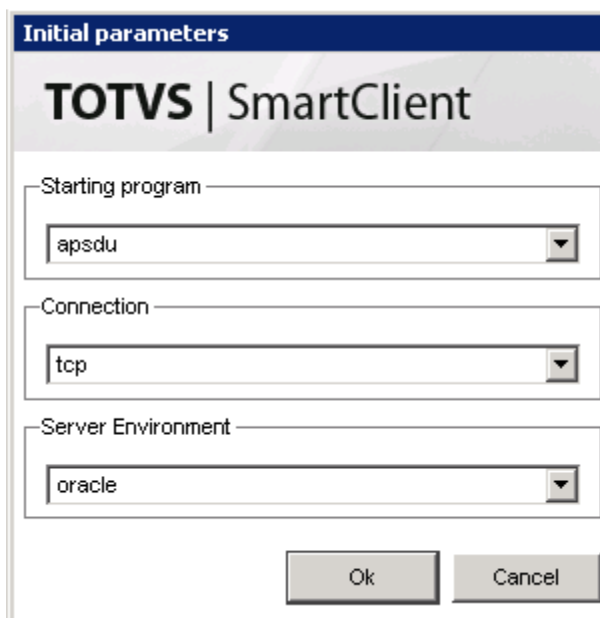 Initial parameters
TOTVS | SmartClient
Starting program
apsdu
Connection
tcp
Server Environment
oracle
Ok Cancel